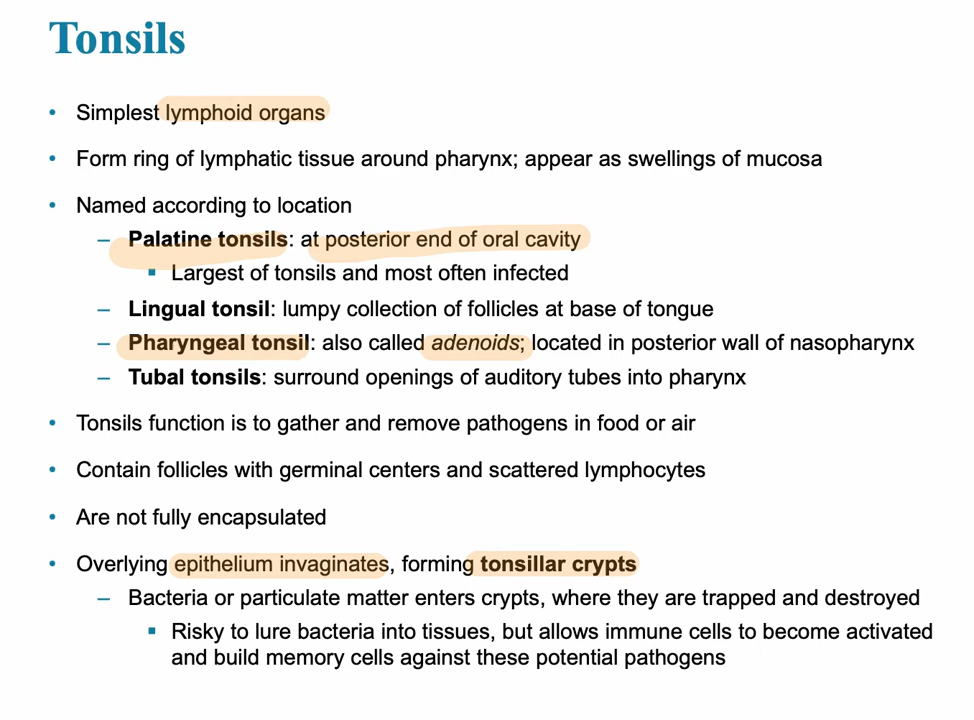 Tonsils
• Simplest lymphoid organs
• Form ring of lymphatic tissue around pharynx; appear as swellings of mucosa
• Named according to location
– Palatine tonsils: at posterior end of oral cavity
▪ Largest of tonsils and most often infected
– Lingual tonsil: lumpy collection of follicles at base of tongue
– Pharyngeal tonsil: also called adenoids; located in posterior wall of nasopharynx
– Tubal tonsils: surround openings of auditory tubes into pharynx
• Tonsils function is to gather and remove pathogens in food or air
• Contain follicles with germinal centers and scattered lymphocytes
• Are not fully encapsulated
• Overlying epithelium invaginates, forming tonsillar crypts
– Bacteria or particulate matter enters crypts, where they are trapped and destroyed
▪ Risky to lure bacteria into tissues, but allows immune cells to become activated
and build memory cells against these potential pathogens